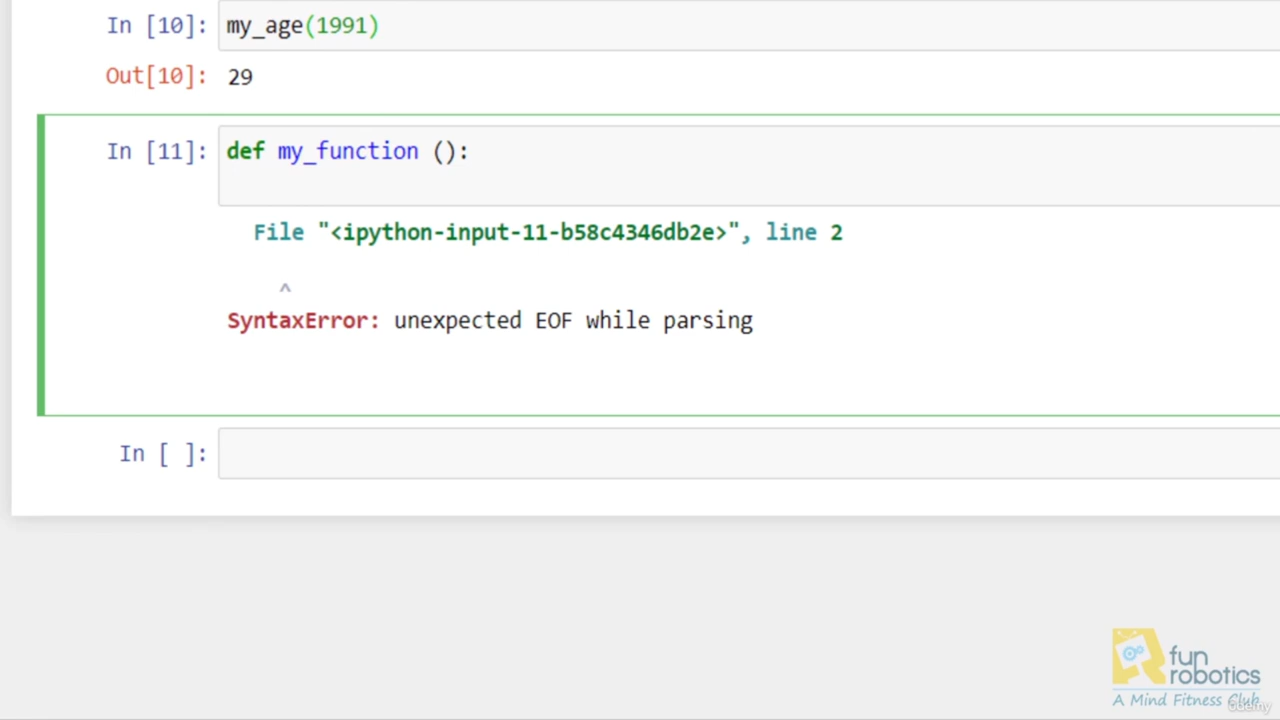 In [10]: my_age(1991)
Out[10]: 29
In [11]: def my_function ():
File "<ipython-input-11-b58c4346db2e>", line 2
^
SyntaxError: unexpected EOF while parsing
In [ ]:
fun
robotics
A Mind Fitness Club
Udemy